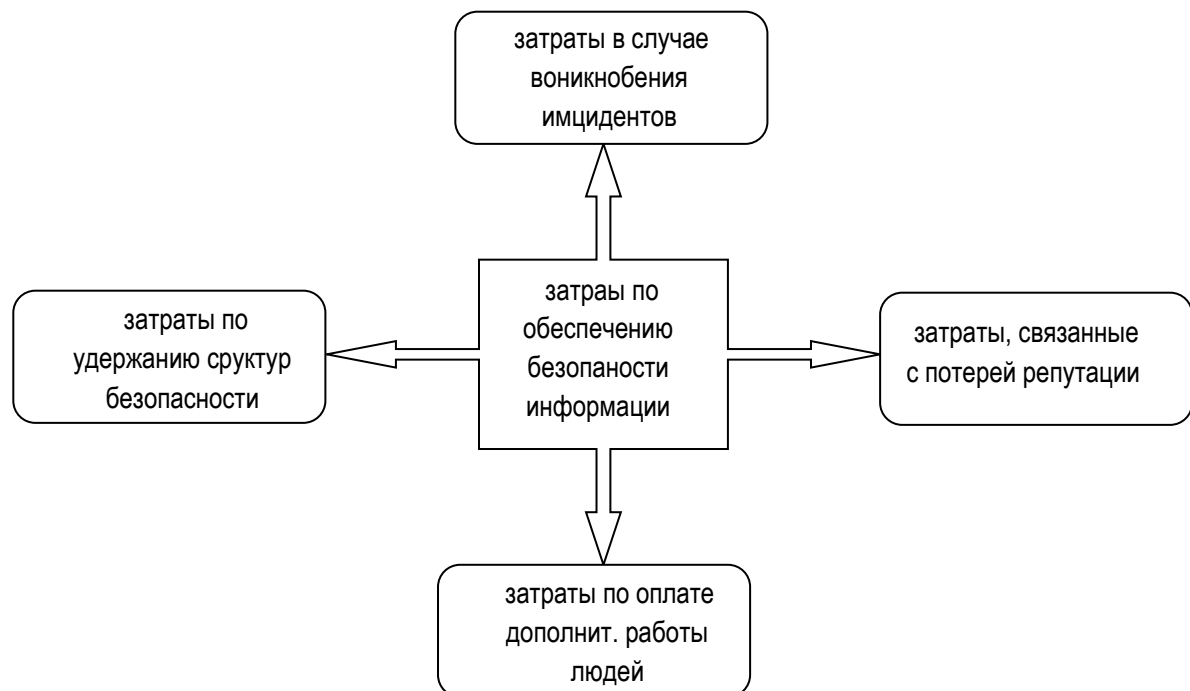 затраты в случае
воникнобения
имцидентов
затраы по
обеспечению
безопаности
информации
затраты по
удержанию сруктур
безопасности
затраты, связанные
с потерей репутации
затраты по оплате
дополнит. работы
людей